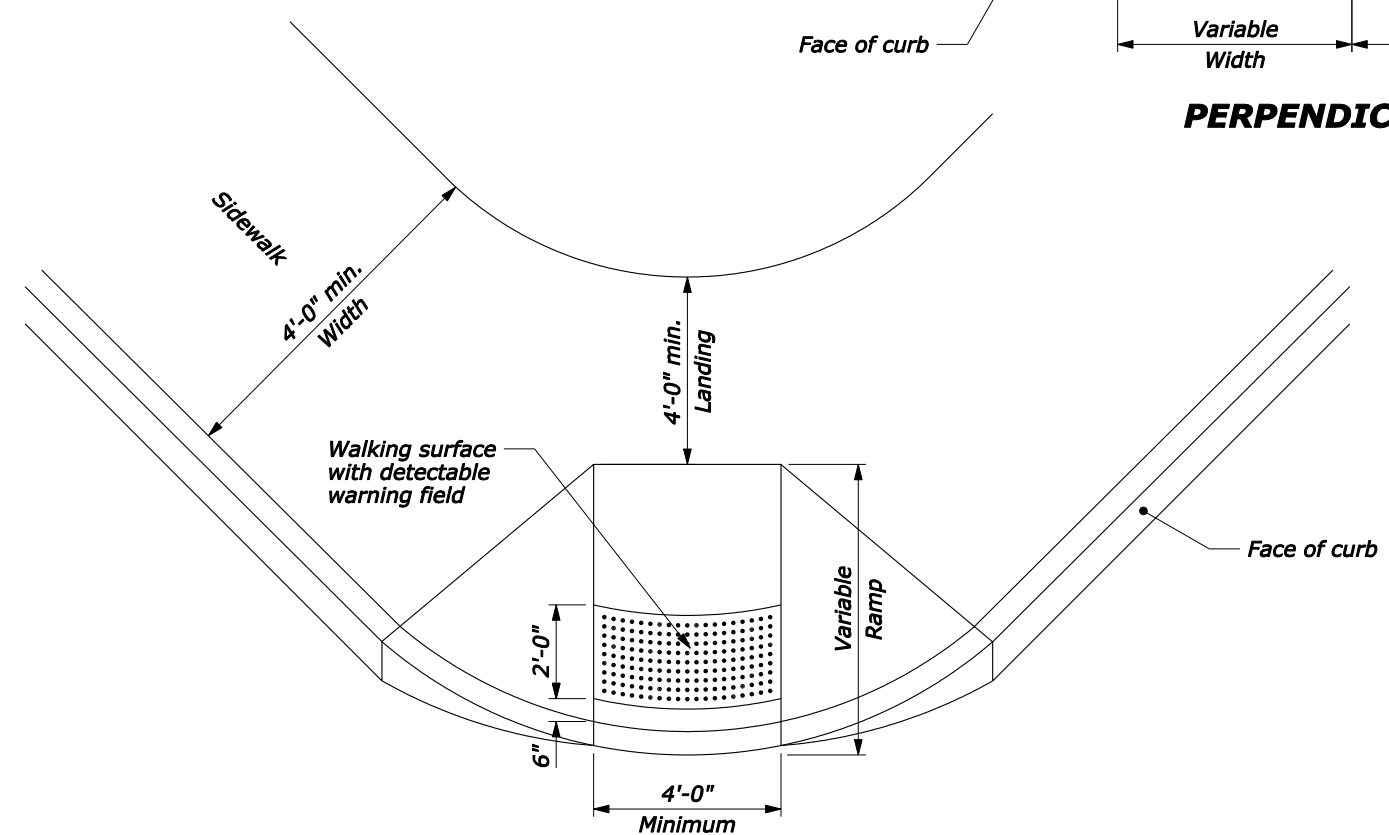 Face of curb
Variable
Width
PERPENDIC
Sidewalk
4'-0" min.
Width
4'-0" min.
Landing
Walking surface
with detectable
warning field
Face of curb
Variable
Ramp
2'-0"
6"
4'-0"
Minimum